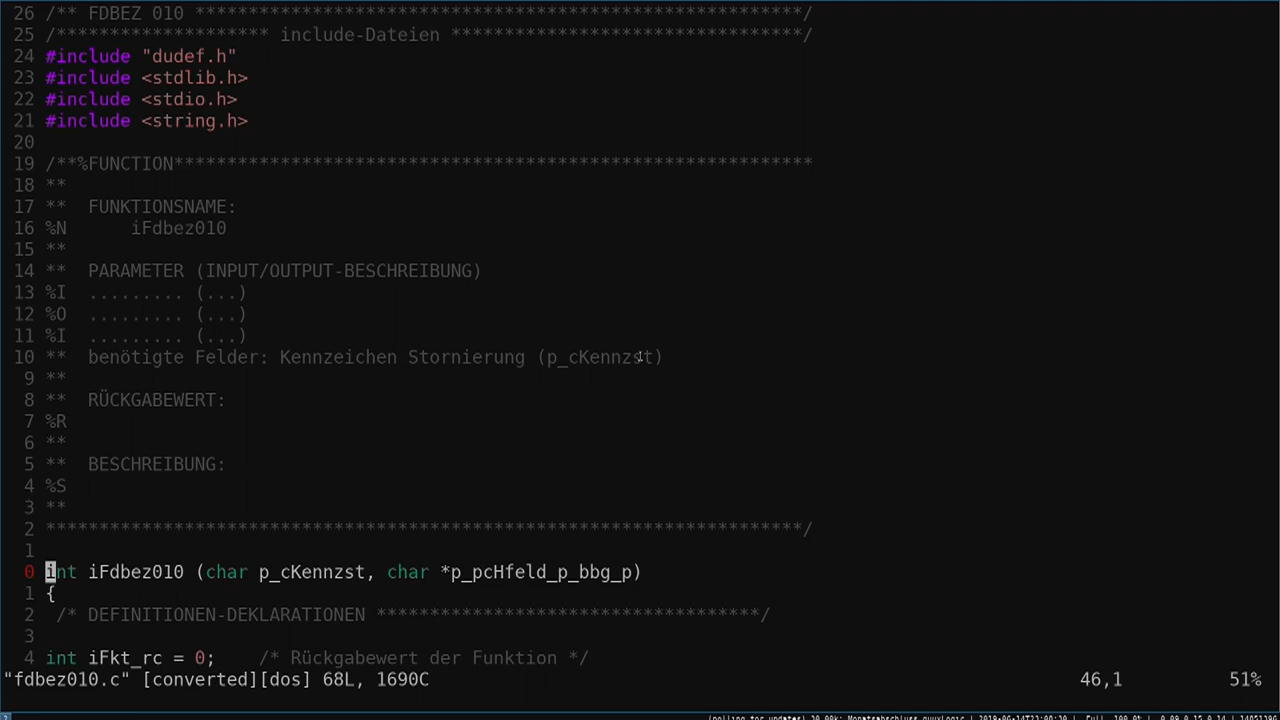 26 /** FDBEZ 010 *********************************************************/
25 /******************** include-Dateien *********************************/
24 #include "dudef.h"
23 #include <stdlib.h>
22 #include <stdio.h>
21 #include <string.h>
20
19 /**%FUNCTION************************************************************
18 **
17 **  FUNKTIONSNAME:
16 %N      iFdbez010
15 **
14 **  PARAMETER (INPUT/OUTPUT-BESCHREIBUNG)
13 %I  ......... (...)
12 %O  ......... (...)
11 %I  ......... (...)
10 **  benötigte Felder: Kennzeichen Stornierung (p_cKennzst)
9 **
8 **  RÜCKGABEWERT:
7 %R
6 **
5 **  BESCHREIBUNG:
4 %S
3 **
2 ***********************************************************************/
1
0 int iFdbez010 (char p_cKennzst, char *p_pcHfeld_p_bbg_p)
1 {
2  /* DEFINITIONEN-DEKLARATIONEN ************************************/
3
4 int iFkt_rc = 0;    /* Rückgabewert der Funktion */
"fdbez010.c" [converted][dos] 68L, 1690C 46,1 51%